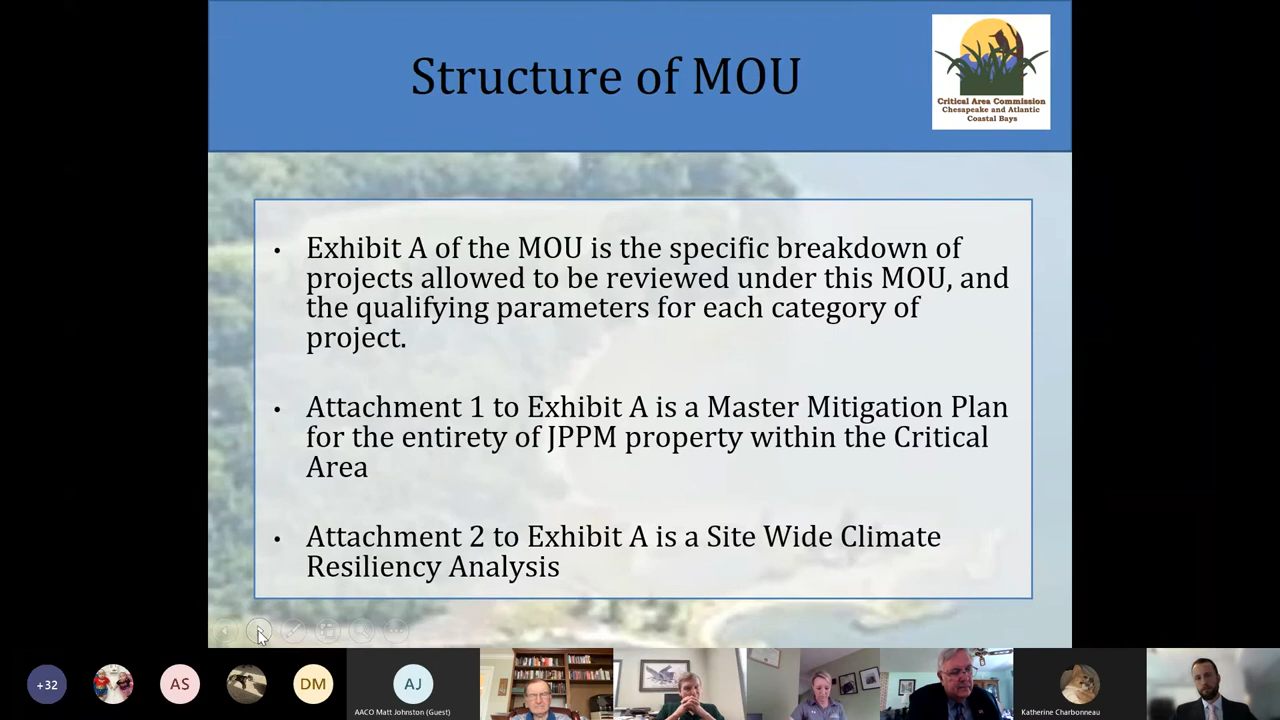 Structure of MOU
Critical Area Commission
Chesapeake and Atlantic
Coastal Bays
• Exhibit A of the MOU is the specific breakdown of
projects allowed to be reviewed under this MOU, and
the qualifying parameters for each category of
project.
• Attachment 1 to Exhibit A is a Master Mitigation Plan
for the entirety of JPPM property within the Critical
Area
• Attachment 2 to Exhibit A is a Site Wide Climate
Resiliency Analysis
+32
AS
DM
AJ
AACO Matt Johnston (Guest)
Katherine Charbonneau